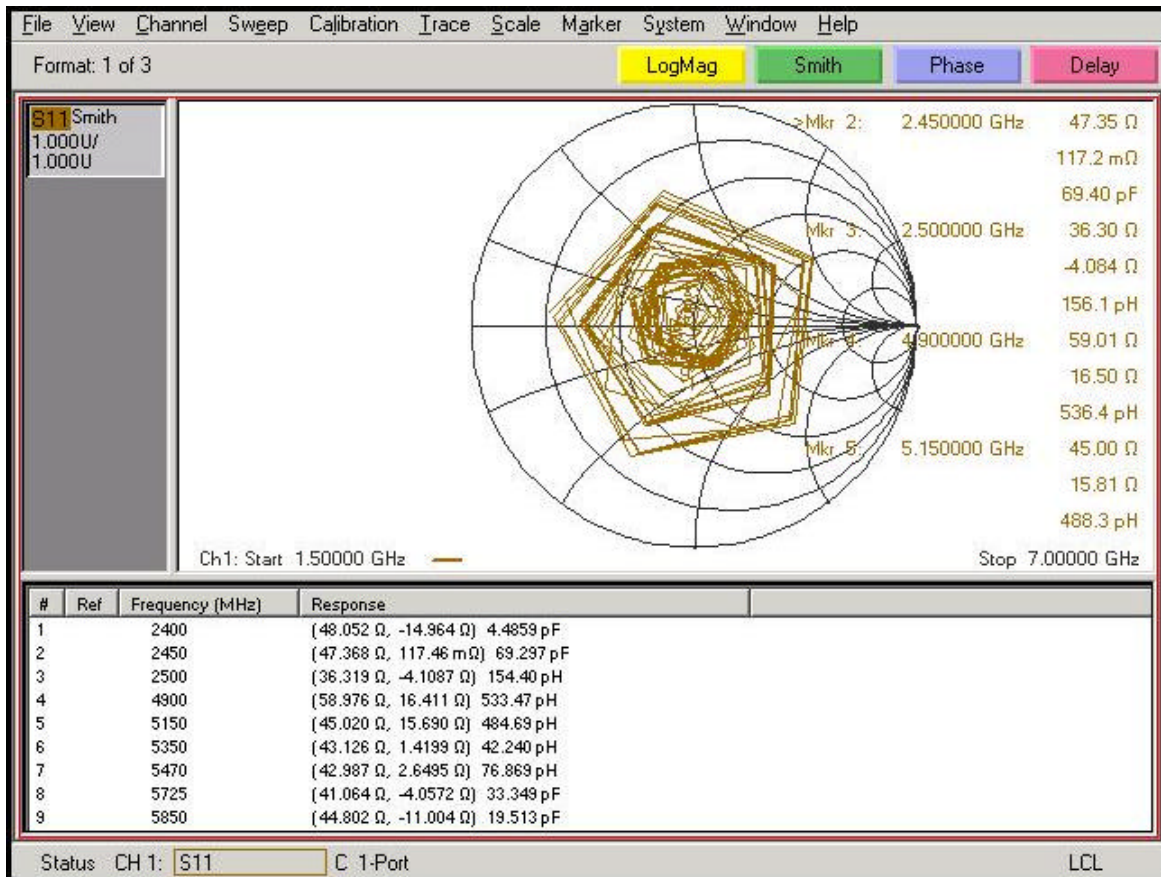 File View Channel Sweep Calibration Trace Scale Marker System Window Help
Format: 1 of 3 LogMag Smith Phase Delay
S11 Smith
1.000U/
1.000U
>Mkr 2: 2.450000 GHz 47.35 Ω
117.2 mΩ
69.40 pF
Mkr 3: 2.500000 GHz 36.30 Ω
-4.084 Ω
156.1 pH
Mkr 4: 4.900000 GHz 59.01 Ω
16.50 Ω
536.4 pH
Mkr 5: 5.150000 GHz 45.00 Ω
15.81 Ω
488.3 pH
Ch1: Start 1.50000 GHz Stop 7.00000 GHz
# Ref Frequency (MHz) Response
1 2400 (48.052 Ω, -14.964 Ω) 4.4859 pF
2 2450 (47.368 Ω, 117.46 mΩ) 69.297 pF
3 2500 (36.319 Ω, -4.1087 Ω) 154.40 pH
4 4900 (58.976 Ω, 16.411 Ω) 533.47 pH
5 5150 (45.020 Ω, 15.690 Ω) 484.69 pH
6 5350 (43.126 Ω, 1.4199 Ω) 42.240 pH
7 5470 (42.987 Ω, 2.6495 Ω) 76.869 pH
8 5725 (41.064 Ω, -4.0572 Ω) 33.349 pF
9 5850 (44.802 Ω, -11.004 Ω) 19.513 pF
Status CH 1: S11 C 1-Port LCL